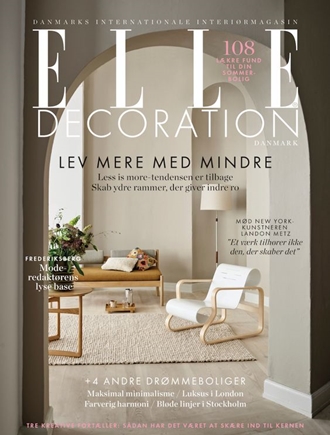 DANMARKS INTERNATIONALE INTERIØRMAGASIN
ELLE
DECORATION
DANMARK
108
LÆKRE FUND
TIL DIN
SOMMER-
BOLIG
LEV MERE MED MINDRE
Less is more-tendensen er tilbage
Skab ydre rammer, der giver indre ro
MØD NEW YORK-
KUNSTNEREN
LANDON METZ
"Et værk tilhører ikke
den, der skaber det"
FREDERIKSBERG
Mode-
redaktørens
lyse base
+4 ANDRE DRØMMEBOLIGER
Maksimal minimalisme / Luksus i London
Farverig harmoni / Bløde linjer i Stockholm
TRE KREATIVE FORTÆLLER: SÅDAN HAR DET VÆRET AT SKÆRE IND TIL KERNEN